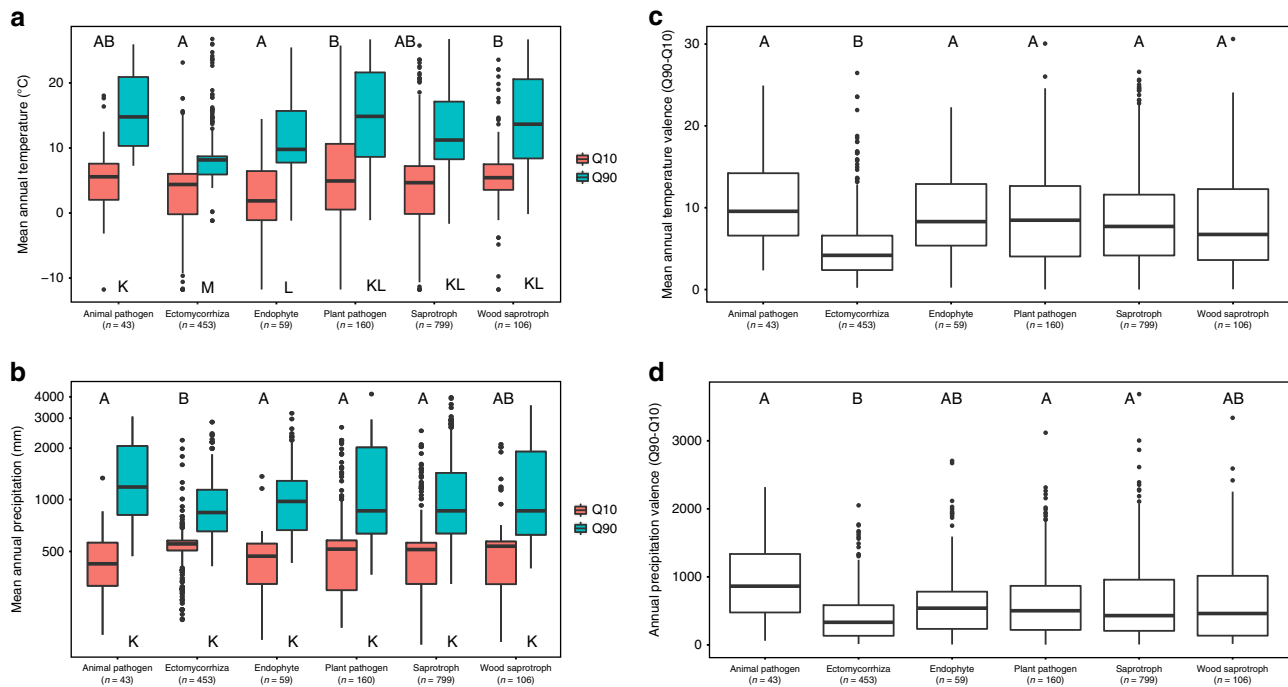 a
AB A A B AB B
Mean annual temperature (°C)
20
10
0
−10
K M L KL KL KL
Animal pathogen Ectomycorrhiza Endophyte Plant pathogen Saprotroph Wood saprotroph
(n = 43) (n = 453) (n = 59) (n = 160) (n = 799) (n = 106)
Q10
Q90
b
A B A A A AB
Mean annual precipitation (mm)
4000
3000
2000
1000
500
K K K K K K
Animal pathogen Ectomycorrhiza Endophyte Plant pathogen Saprotroph Wood saprotroph
(n = 43) (n = 453) (n = 59) (n = 160) (n = 799) (n = 106)
Q10
Q90
c
A B A A A A
Mean annual temperature valence (Q90-Q10)
30
20
10
0
Animal pathogen Ectomycorrhiza Endophyte Plant pathogen Saprotroph Wood saprotroph
(n = 43) (n = 453) (n = 59) (n = 160) (n = 799) (n = 106)
d
A B AB A A AB
Annual precipitation valence (Q90-Q10)
3000
2000
1000
0
Animal pathogen Ectomycorrhiza Endophyte Plant pathogen Saprotroph Wood saprotroph
(n = 43) (n = 453) (n = 59) (n = 160) (n = 799) (n = 106)